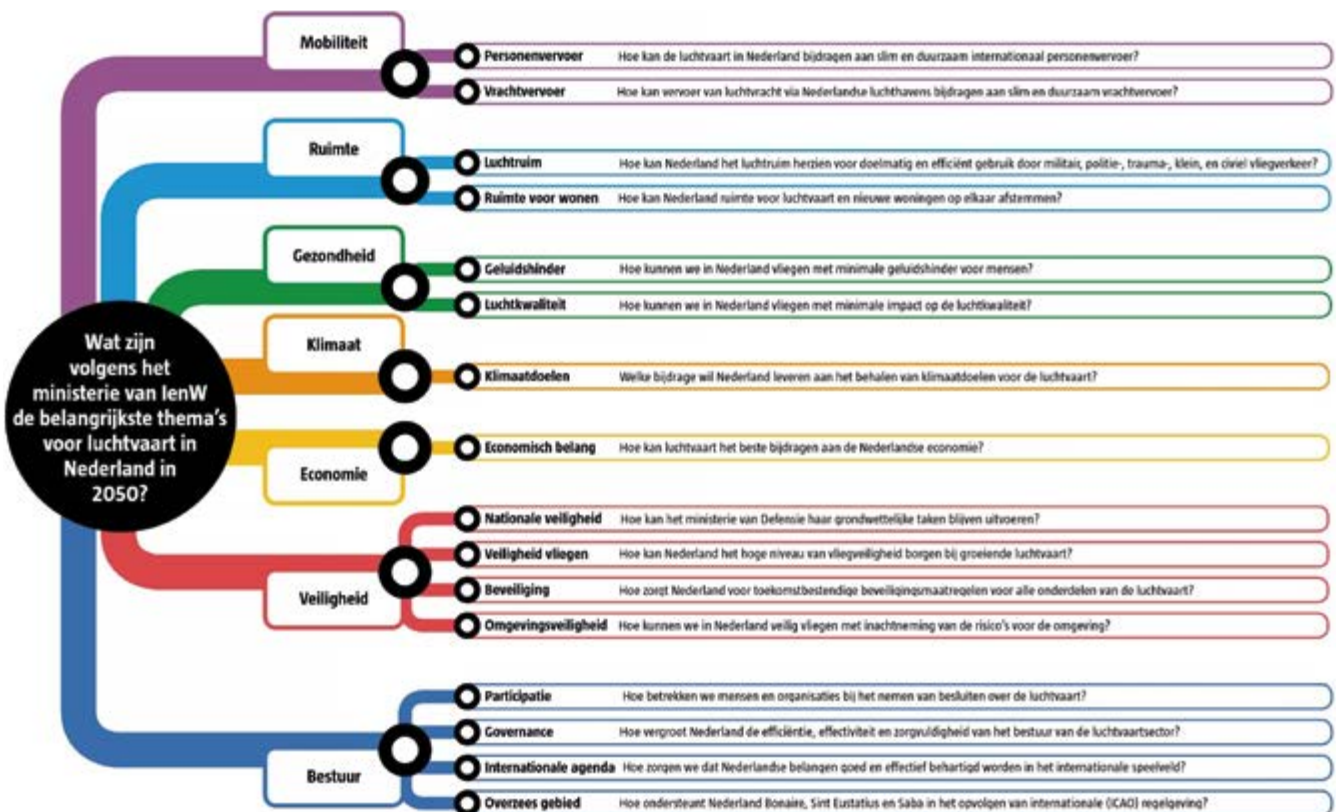 Mobiliteit
Personenvervoer Hoe kan de luchtvaart in Nederland bijdragen aan slim en duurzaam internationaal personenvervoer?
Vrachtvervoer Hoe kan vervoer van luchtvracht via Nederlandse luchthavens bijdragen aan slim en duurzaam vrachtvervoer?
Ruimte
Luchtruim Hoe kan Nederland het luchtruim herzien voor doelmatig en efficiënt gebruik door militair, politie-, trauma-, klein, en civiel vliegverkeer?
Ruimte voor wonen Hoe kan Nederland ruimte voor luchtvaart en nieuwe woningen op elkaar afstemmen?
Gezondheid
Geluidshinder Hoe kunnen we in Nederland vliegen met minimale geluidshinder voor mensen?
Luchtkwaliteit Hoe kunnen we in Nederland vliegen met minimale impact op de luchtkwaliteit?
Wat zijn
volgens het
ministerie van IenW
de belangrijkste thema's
voor luchtvaart in
Nederland in
2050?
Klimaat
Klimaatdoelen Welke bijdrage wil Nederland leveren aan het behalen van klimaatdoelen voor de luchtvaart?
Economisch belang Hoe kan luchtvaart het beste bijdragen aan de Nederlandse economie?
Economie
Nationale veiligheid Hoe kan het ministerie van Defensie haar grondwettelijke taken blijven uitvoeren?
Veiligheid vliegen Hoe kan Nederland het hoge niveau van vliegveiligheid borgen bij groeiende luchtvaart?
Beveiliging Hoe zorgt Nederland voor toekomstbestendige beveiligingsmaatregelen voor alle onderdelen van de luchtvaart?
Veiligheid
Omgevingsveiligheid Hoe kunnen we in Nederland veilig vliegen met inachtneming van de risico's voor de omgeving?
Participatie Hoe betrekken we mensen en organisaties bij het nemen van besluiten over de luchtvaart?
Governance Hoe vergroot Nederland de efficiëntie, effectiviteit en zorgvuldigheid van het bestuur van de luchtvaartsector?
Internationale agenda Hoe zorgen we dat Nederlandse belangen goed en effectief behartigd worden in het internationale speelveld?
Bestuur
Overzees gebied Hoe ondersteunt Nederland Bonaire, Sint Eustatius en Saba in het opvolgen van internationale (ICAO) regelgeving?